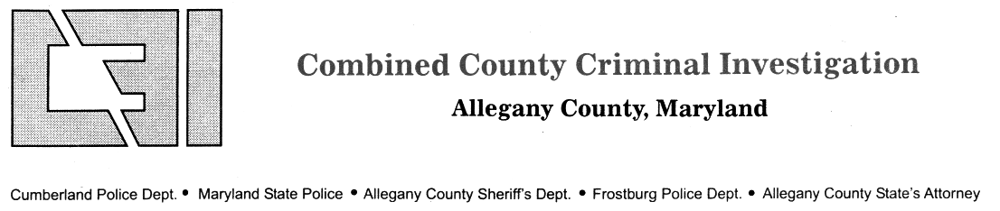 C3I
Combined County Criminal Investigation
Allegany County, Maryland
Cumberland Police Dept. • Maryland State Police • Allegany County Sheriff's Dept. • Frostburg Police Dept. • Allegany County State's Attorney